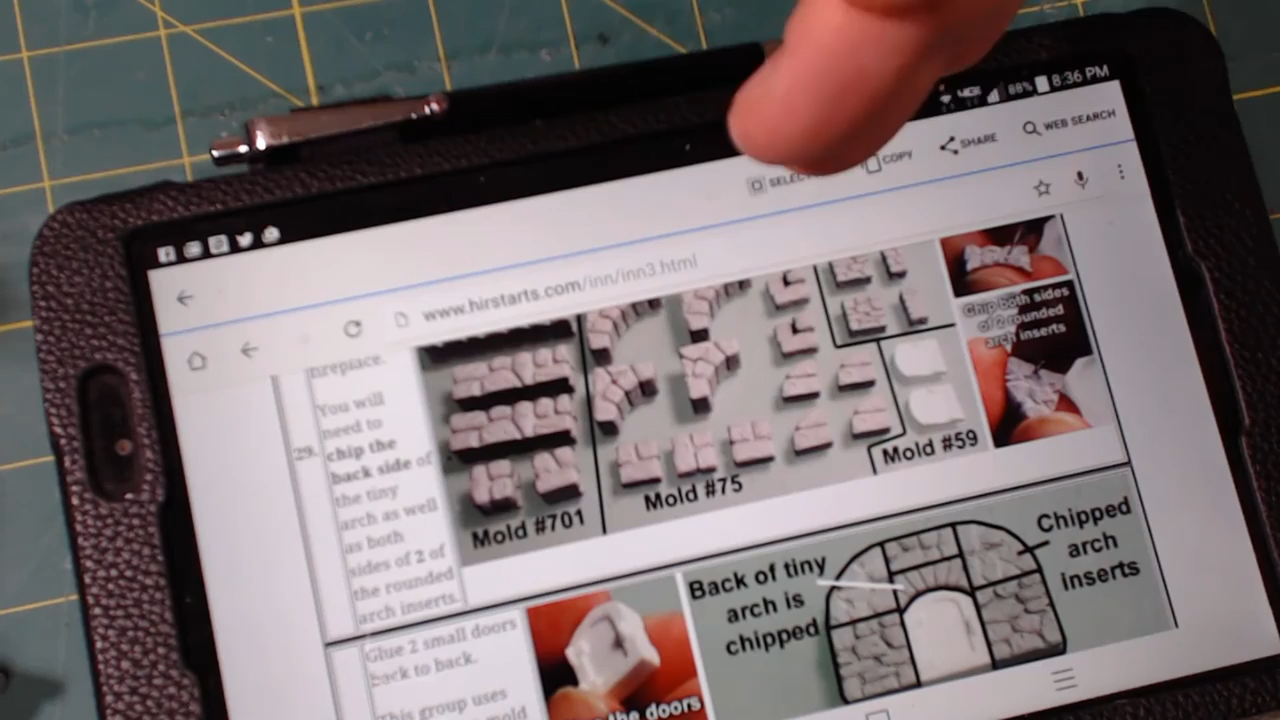 88% 8:36 PM
COPY
SHARE
WEB SEARCH
www.hirstarts.com/inn/inn3.html
fireplace.
29.
You will
need to
chip the
back side of
the tiny
arch as well
as both
sides of 2 of
the rounded
arch inserts.
Mold #701
Mold #75
Mold #59
Chip both sides
of 2 rounded
arch inserts
Glue 2 small doors
back to back.
This group uses
mold
the doors
Back of tiny
arch is
chipped
Chipped
arch
inserts